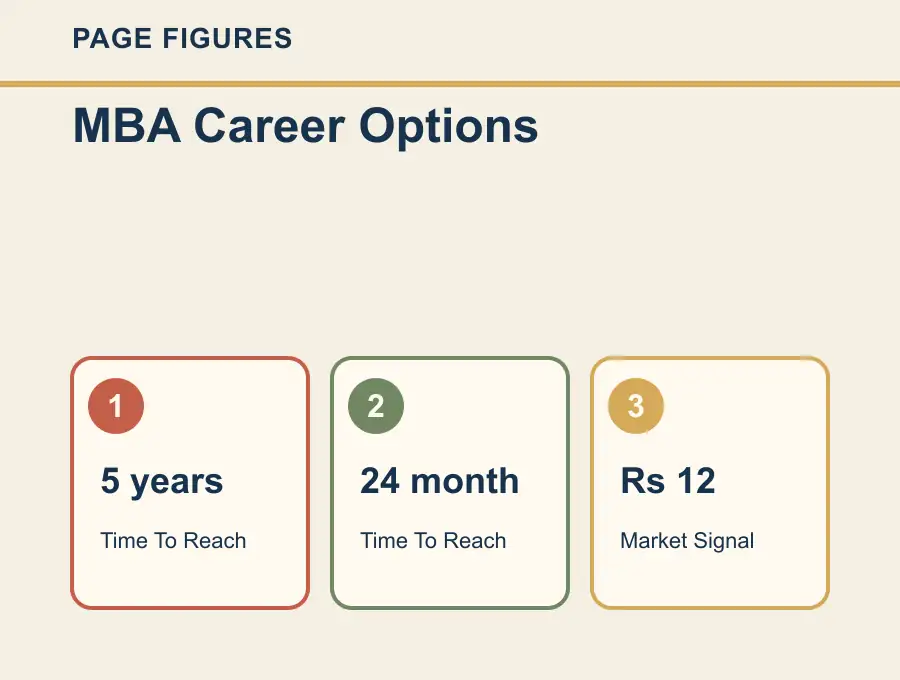 PAGE FIGURES
MBA Career Options
1
5 years
Time To Reach
2
24 month
Time To Reach
3
Rs 12
Market Signal